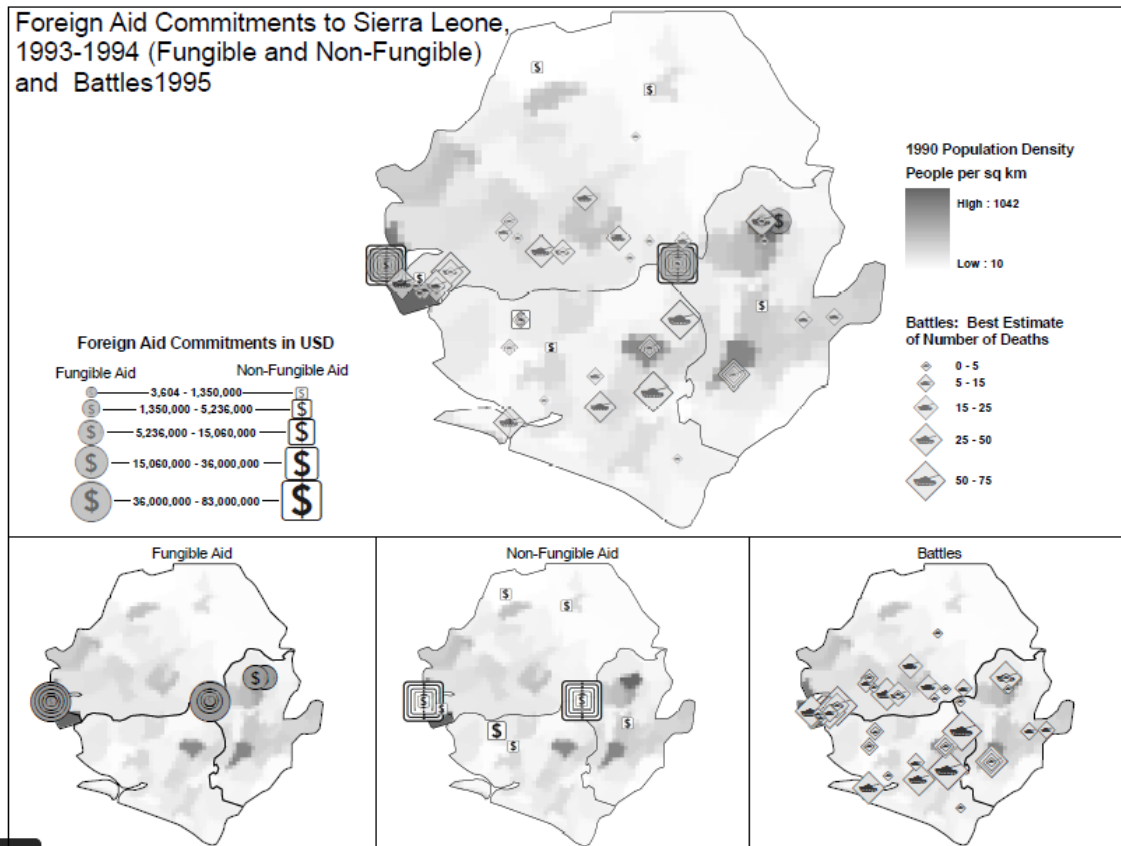 Foreign Aid Commitments to Sierra Leone,
1993-1994 (Fungible and Non-Fungible)
and Battles1995
1990 Population Density
People per sq km
High : 1042
Low : 10
Battles: Best Estimate
of Number of Deaths
0 - 5
5 - 15
15 - 25
25 - 50
50 - 75
Foreign Aid Commitments in USD
Fungible Aid
Non-Fungible Aid
3,604 - 1,350,000
1,350,000 - 5,236,000
5,236,000 - 15,060,000
15,060,000 - 36,000,000
36,000,000 - 83,000,000
Fungible Aid
Non-Fungible Aid
Battles